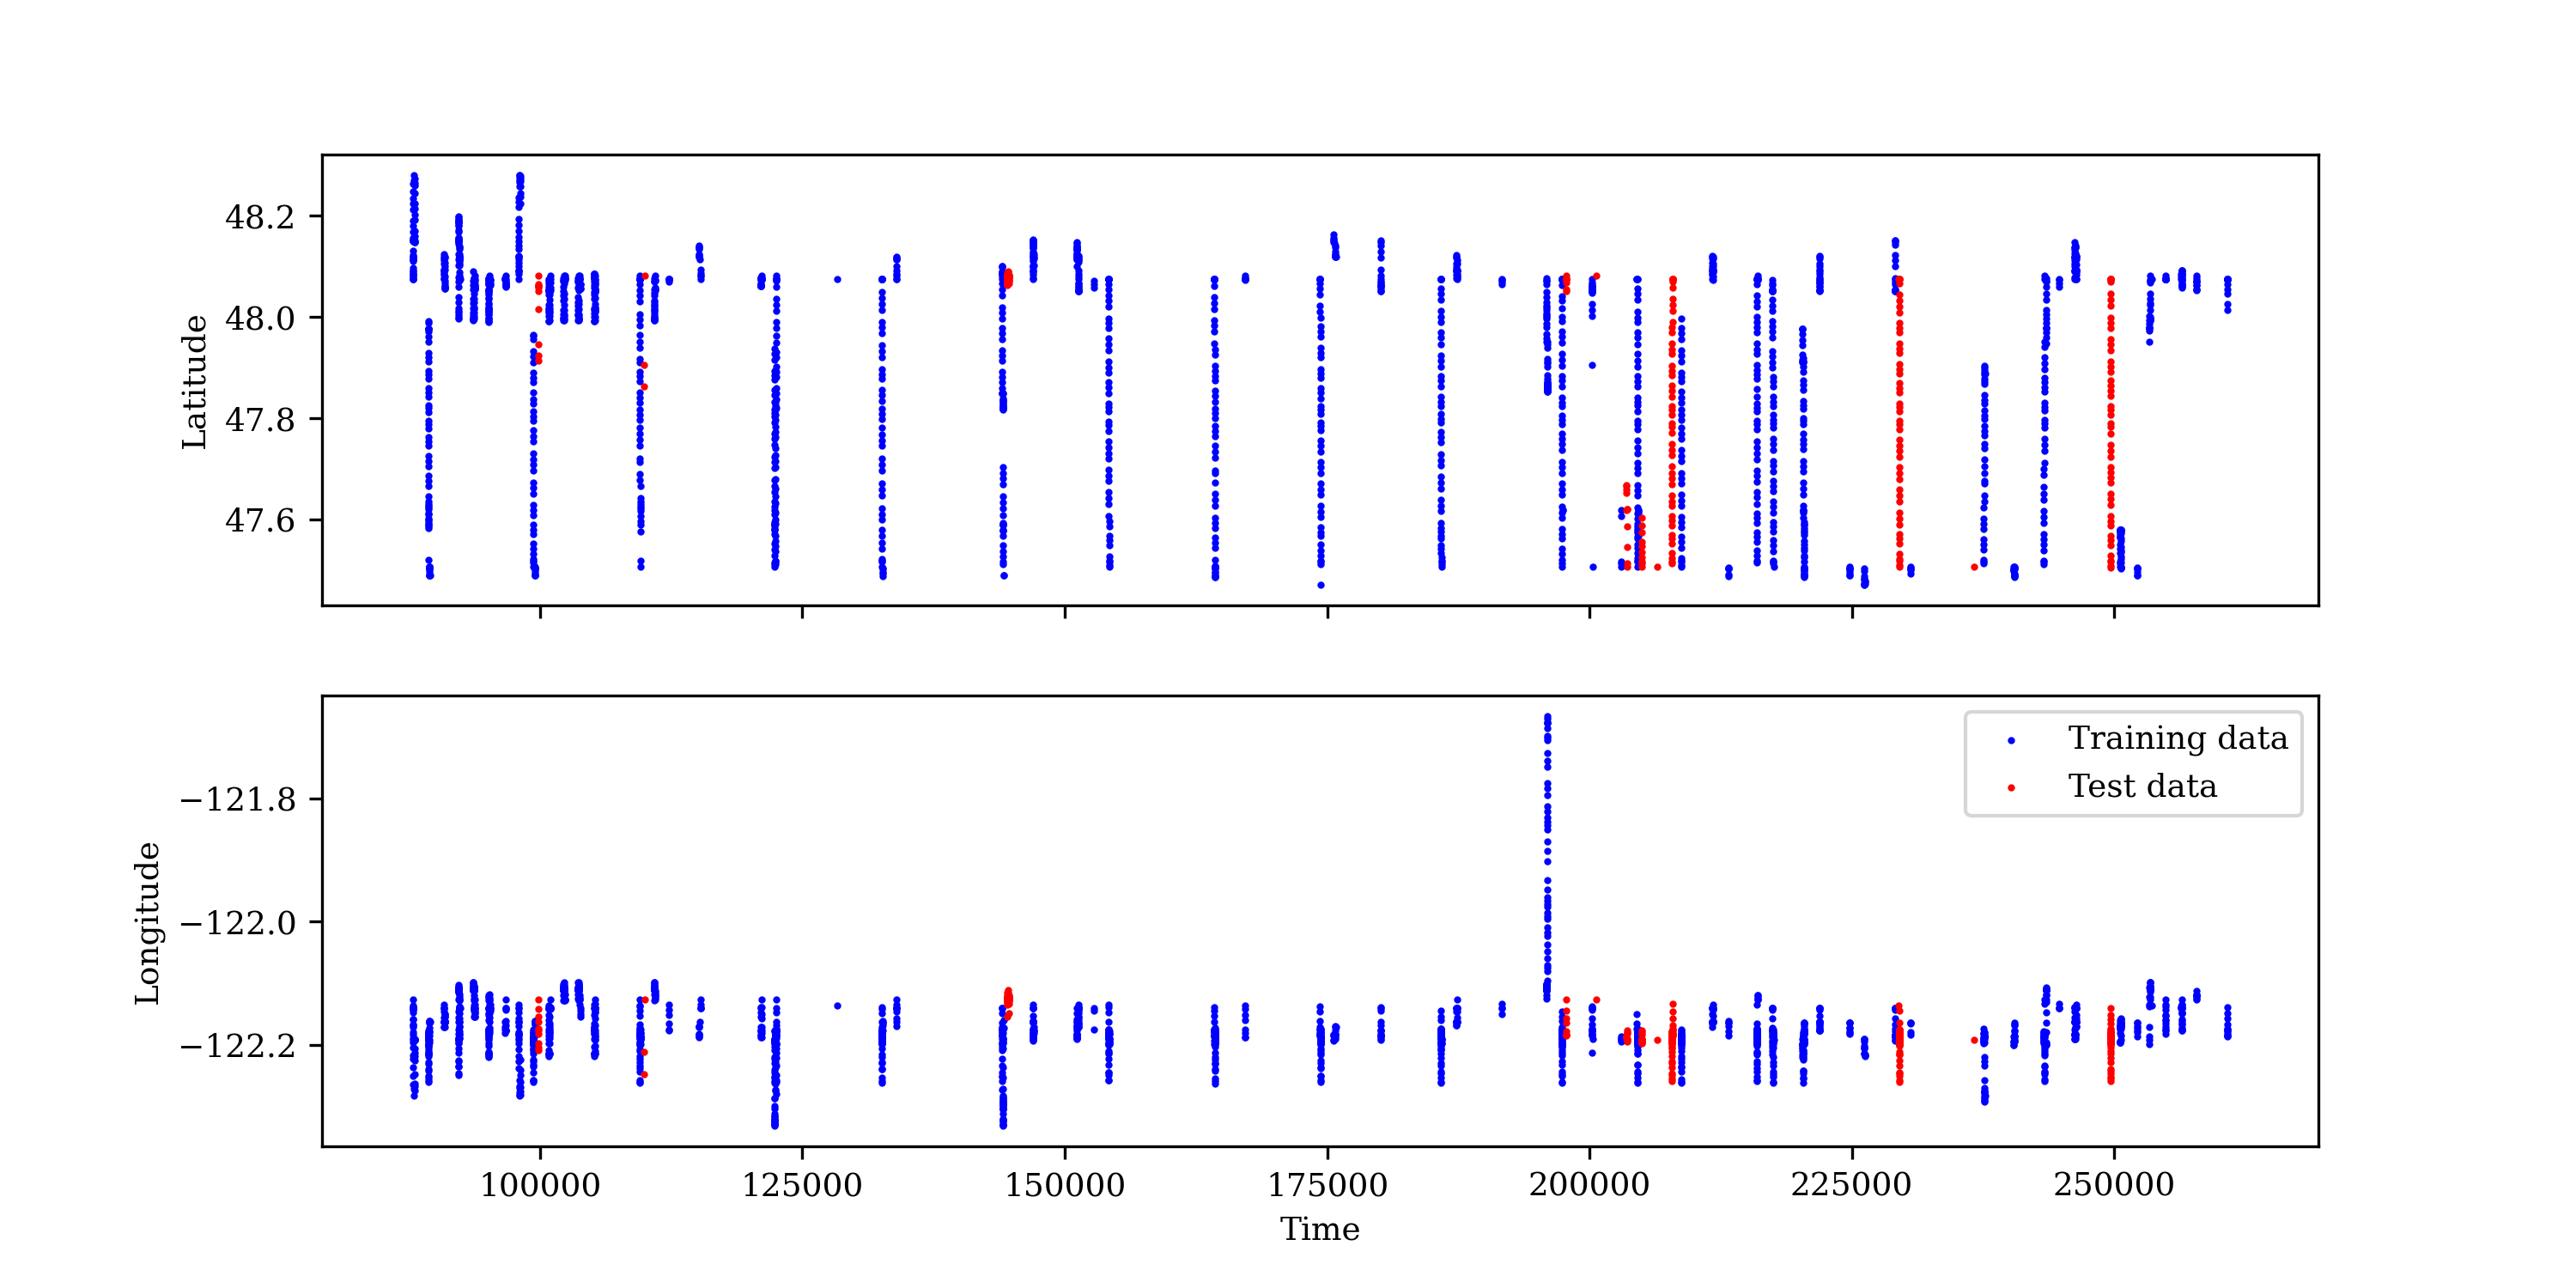 48.2
48.0
47.8
47.6
Latitude
−121.8
−122.0
−122.2
Longitude
Training data
Test data
100000 125000 150000 175000 200000 225000 250000
Time